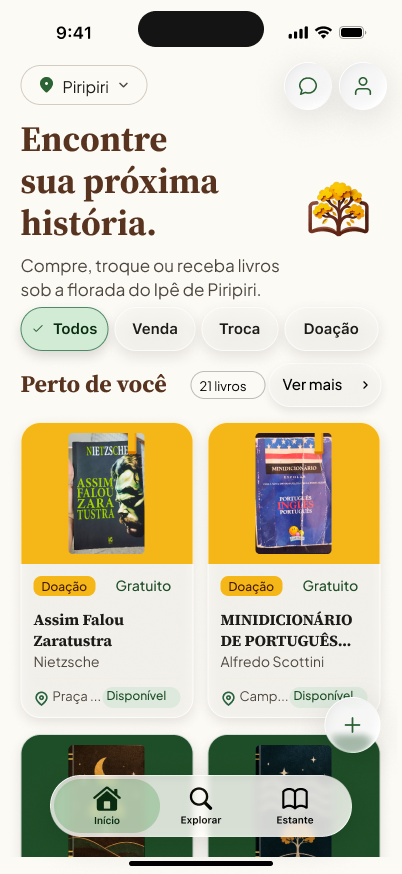 9:41
Piripiri
Encontre
sua próxima
história.
Compre, troque ou receba livros
sob a florada do Ipê de Piripiri.
Todos Venda Troca Doação
Perto de você 21 livros Ver mais
NIETZSCHE
ASSIM
FALOU
ZARA
TUSTRA
MINIDICIONÁRIO
ESCOLAR
PORTUGUÊS
INGLÊS
PORTUGUÊS
Doação Gratuito
Assim Falou
Zaratustra
Nietzsche
Praça ... Disponível
Doação Gratuito
MINIDICIONÁRIO
DE PORTUGUÊS...
Alfredo Scottini
Camp... Disponível
Início Explorar Estante